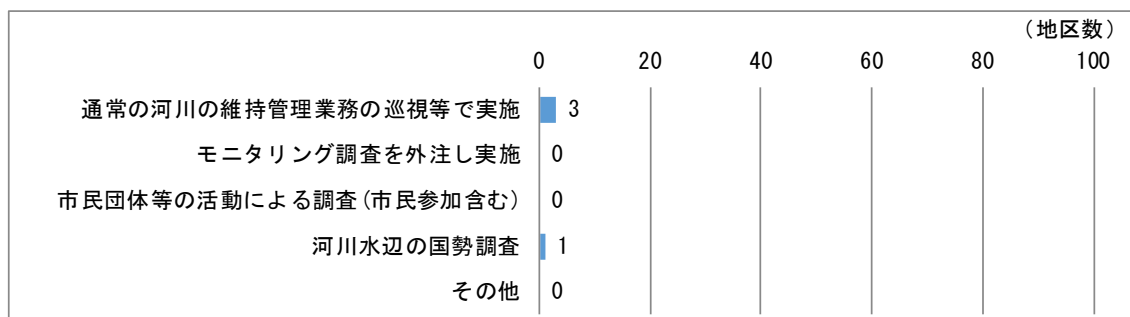 （地区数）
0 20 40 60 80 100
通常の河川の維持管理業務の巡視等で実施 3
モニタリング調査を外注し実施 0
市民団体等の活動による調査(市民参加含む) 0
河川水辺の国勢調査 1
その他 0